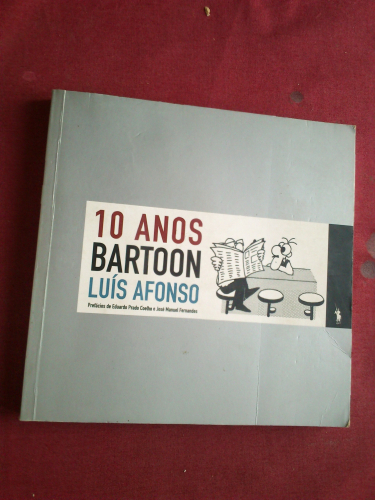 10 ANOS
BARTOON
LUÍS AFONSO
Prefácios de Eduardo Prado Coelho e José Manuel Fernandes